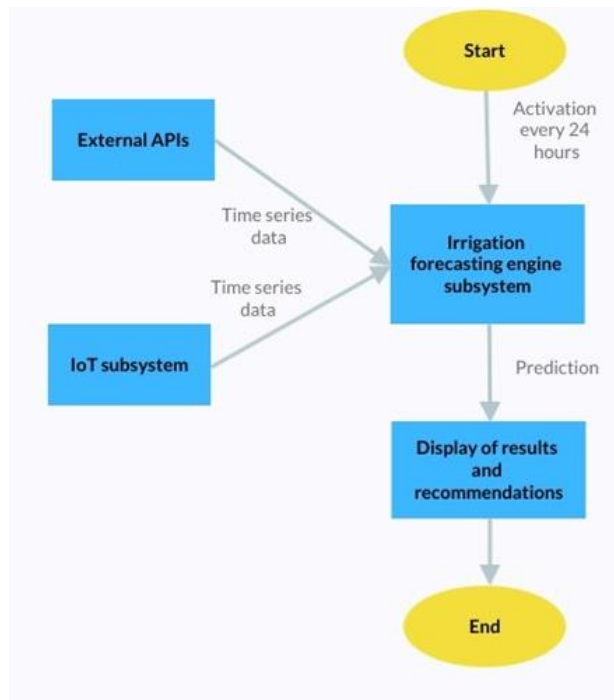 Start
Activation
every 24
hours
External APIs
Time series
data
Irrigation
forecasting engine
subsystem
Time series
data
IoT subsystem
Prediction
Display of results
and
recommendations
End